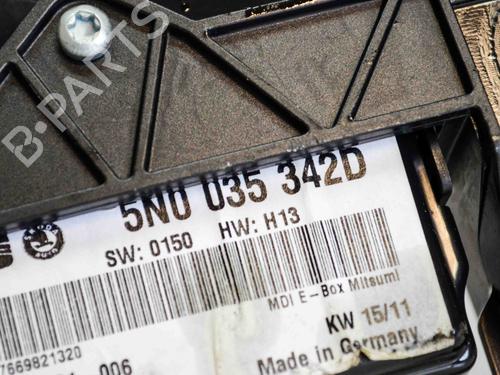 B-PARTS
5N0 035 342D
SW: 0150 HW: H13
MDI E-Box Mitsumi
KW 15/11
7669821320
006
Made in Germany